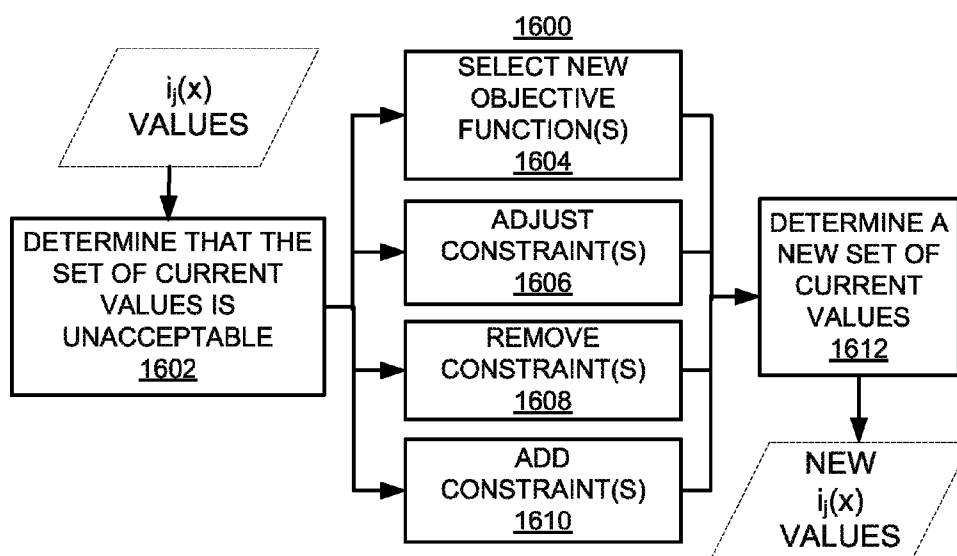 1600
i_j(x)
VALUES
DETERMINE THAT THE
SET OF CURRENT
VALUES IS
UNACCEPTABLE
1602
SELECT NEW
OBJECTIVE
FUNCTION(S)
1604
ADJUST
CONSTRAINT(S)
1606
REMOVE
CONSTRAINT(S)
1608
ADD
CONSTRAINT(S)
1610
DETERMINE A
NEW SET OF
CURRENT
VALUES
1612
NEW
i_j(x)
VALUES